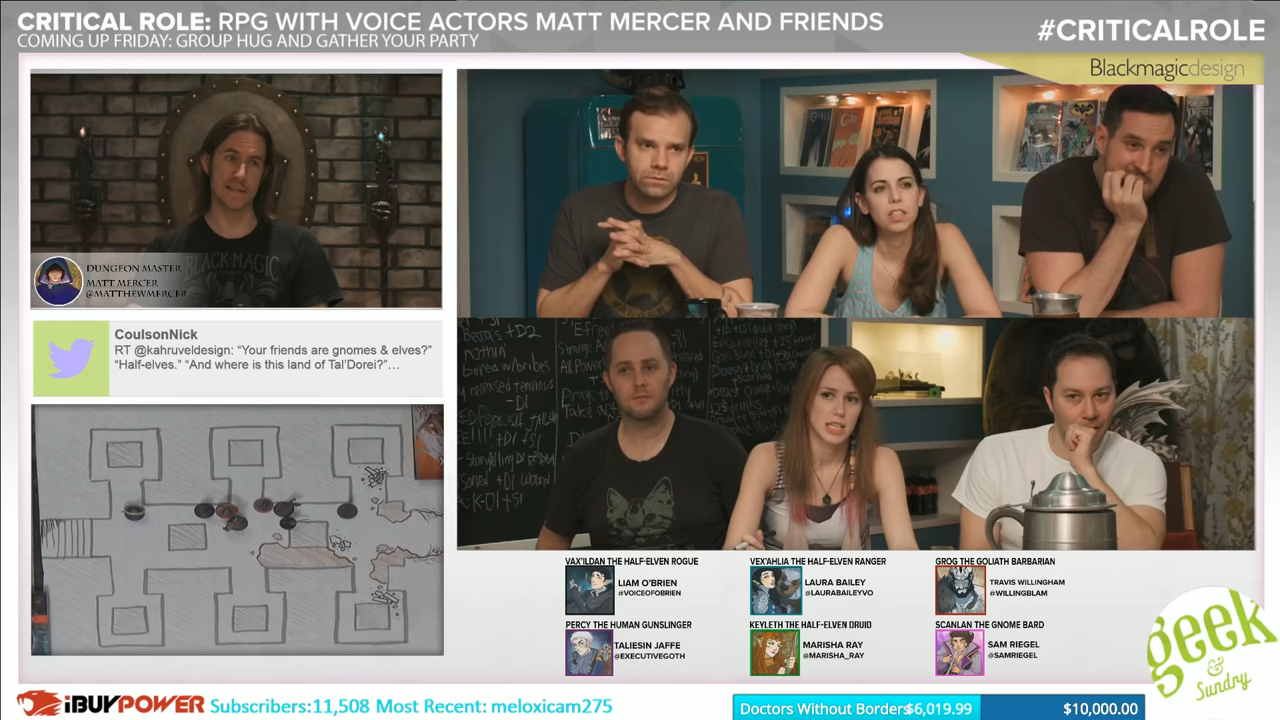 CRITICAL ROLE: RPG WITH VOICE ACTORS MATT MERCER AND FRIENDS
COMING UP FRIDAY: GROUP HUG AND GATHER YOUR PARTY
#CRITICALROLE
Blackmagicdesign
BLACK-MAGIC
DUNGEON MASTER
MATT MERCER
@MATTHEWMERCER
CoulsonNick
RT @kahruveldesign: “Your friends are gnomes & elves?”
“Half-elves.” “And where is this land of Tal’Dorei?”…
nothin'
bored w/bribes
VAX'ILDAN THE HALF-ELVEN ROGUE
LIAM O'BRIEN
@VOICEOFOBRIEN
VEX'AHLIA THE HALF-ELVEN RANGER
LAURA BAILEY
@LAURABAILEYVO
GROG THE GOLIATH BARBARIAN
TRAVIS WILLINGHAM
@WILLINGBLAM
PERCY THE HUMAN GUNSLINGER
TALIESIN JAFFE
@EXECUTIVEGOTH
KEYLETH THE HALF-ELVEN DRUID
MARISHA RAY
@MARISHA_RAY
SCANLAN THE GNOME BARD
SAM RIEGEL
@SAMRIEGEL
geek
&
Sundry
iBUYPOWER
Subscribers:11,508 Most Recent: meloxicam275
Doctors Without Borders $6,019.99
$10,000.00